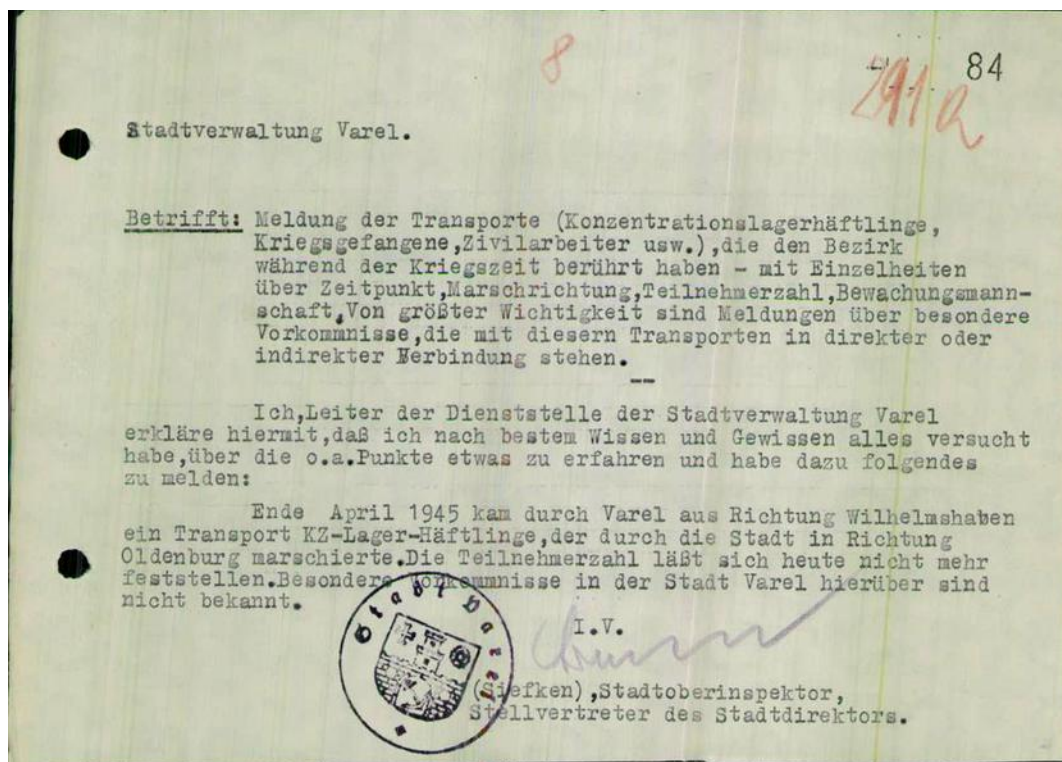 8
84
291a
Stadtverwaltung Varel.
Betrifft: Meldung der Transporte (Konzentrationslagerhäftlinge,
Kriegsgefangene,Zivilarbeiter usw.),die den Bezirk
während der Kriegszeit berührt haben - mit Einzelheiten
über Zeitpunkt,Marschrichtung,Teilnehmerzahl,Bewachungsmann-
schaft.Von größter Wichtigkeit sind Meldungen über besondere
Vorkommnisse,die mit diesern Transporten in direkter oder
indirekter Verbindung stehen.
--
Ich,Leiter der Dienststelle der Stadtverwaltung Varel
erkläre hiermit,daß ich nach bestem Wissen und Gewissen alles versucht
habe,über die o.a.Punkte etwas zu erfahren und habe dazu folgendes
zu melden:
Ende April 1945 kam durch Varel aus Richtung Wilhelmshaben
ein Transport KZ-Lager-Häftlinge,der durch die Stadt in Richtung
Oldenburg marschierte.Die Teilnehmerzahl läßt sich heute nicht mehr
feststellen.Besondere Vorkommnisse in der Stadt Varel hierüber sind
nicht bekannt.
Stadt Varel
I.V.
(Siefken),Stadtoberinspektor,
Stellvertreter des Stadtdirektors.